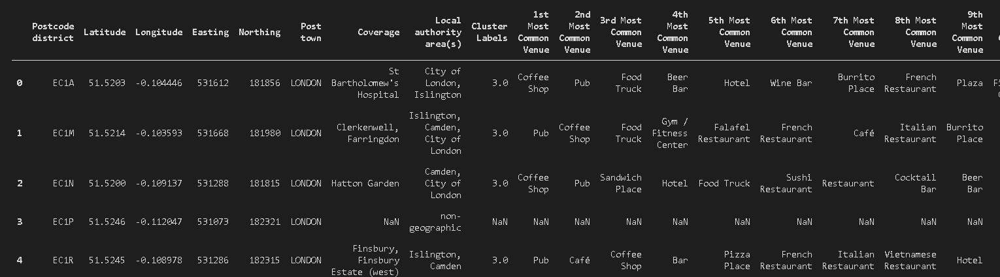 Postcode district Latitude Longitude Easting Northing Post town Coverage Local authority area(s) Cluster Labels 1st Most Common Venue 2nd Most Common Venue 3rd Most Common Venue 4th Most Common Venue 5th Most Common Venue 6th Most Common Venue 7th Most Common Venue 8th Most Common Venue 9th Most Common Venue
0 EC1A 51.5203 -0.104446 531612 181856 LONDON St Bartholomew's Hospital City of London, Islington 3.0 Coffee Shop Pub Food Truck Beer Bar Hotel Wine Bar Burrito Place French Restaurant Plaza
1 EC1M 51.5214 -0.103593 531668 181980 LONDON Clerkenwell, Farringdon Islington, Camden, City of London 3.0 Pub Coffee Shop Food Truck Gym / Fitness Center Falafel Restaurant French Restaurant Café Italian Restaurant Burrito Place
2 EC1N 51.5200 -0.109137 531288 181815 LONDON Hatton Garden Camden, City of London 3.0 Coffee Shop Pub Sandwich Place Hotel Food Truck Sushi Restaurant Restaurant Cocktail Bar Beer Bar
3 EC1P 51.5246 -0.112047 531073 182321 LONDON NaN non-geographic NaN NaN NaN NaN NaN NaN NaN NaN NaN NaN
4 EC1R 51.5245 -0.108978 531286 182315 LONDON Finsbury, Finsbury Estate (west) Islington, Camden 3.0 Pub Café Coffee Shop Bar Pizza Place French Restaurant Italian Restaurant Vietnamese Restaurant Hotel